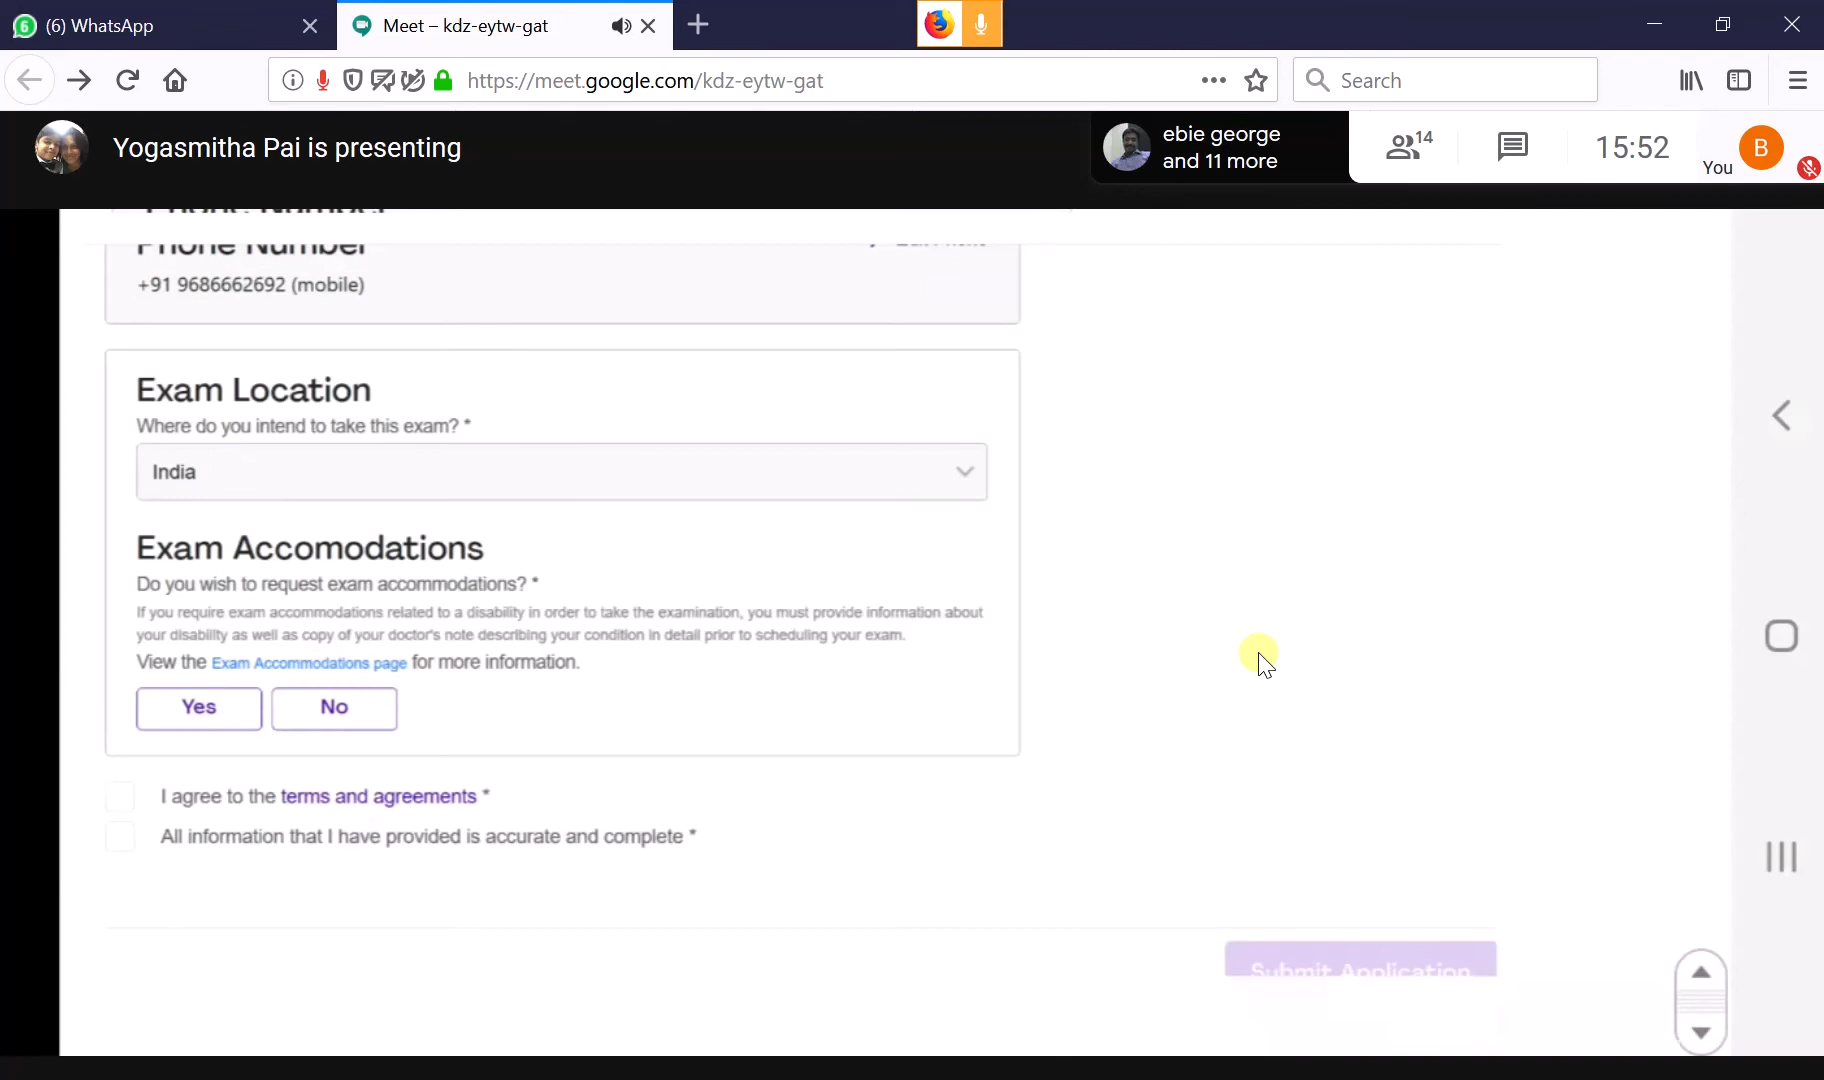 (6) WhatsApp
Meet – kdz-eytw-gat
https://meet.google.com/kdz-eytw-gat
Search
Yogasmitha Pai is presenting
ebie george
and 11 more
14
15:52
You
B
Phone Number
Phone Number
+91 9686662692 (mobile)
Exam Location
Where do you intend to take this exam? *
India
Exam Accomodations
Do you wish to request exam accommodations? *
If you require exam accommodations related to a disability in order to take the examination, you must provide information about
your disability as well as copy of your doctor's note describing your condition in detail prior to scheduling your exam.
View the Exam Accommodations page for more information.
Yes
No
I agree to the terms and agreements *
All information that I have provided is accurate and complete *
Submit Application